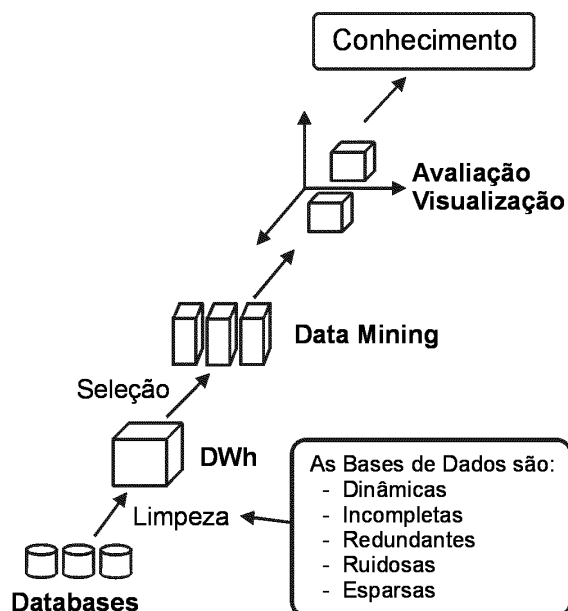 Conhecimento
Avaliação
Visualização
Data Mining
Seleção
DWh
As Bases de Dados são:
- Dinâmicas
- Incompletas
- Redundantes
- Ruidosas
- Esparsas
Limpeza
Databases